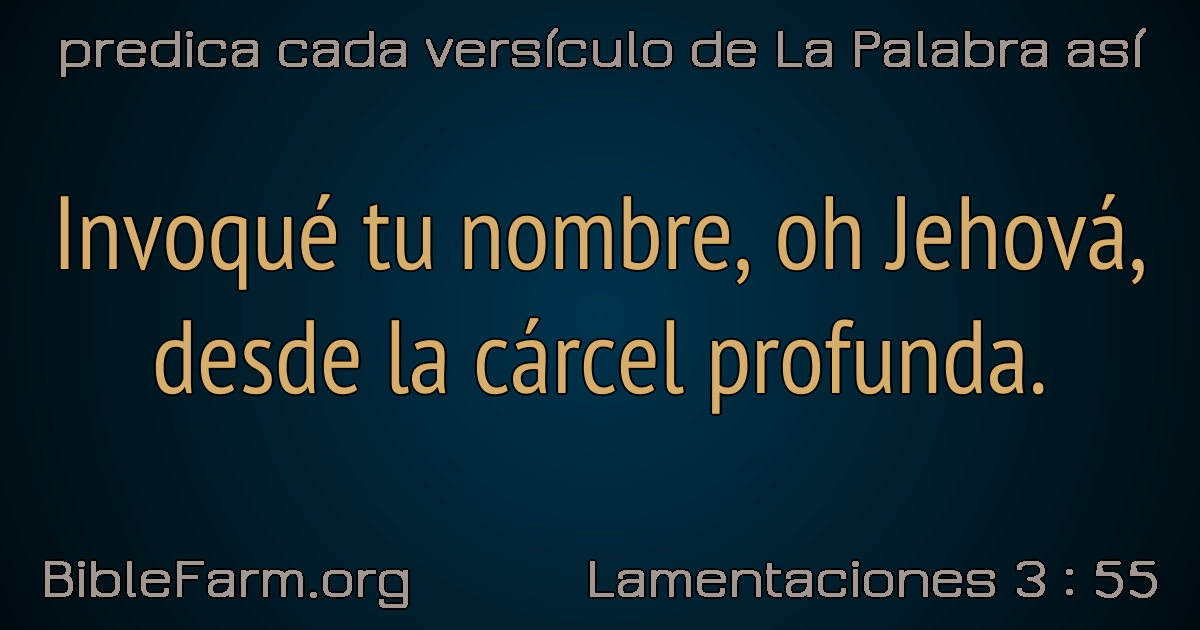 predica cada versículo de La Palabra así
Invoqué tu nombre, oh Jehová,
desde la cárcel profunda.
BibleFarm.org
Lamentaciones 3 : 55